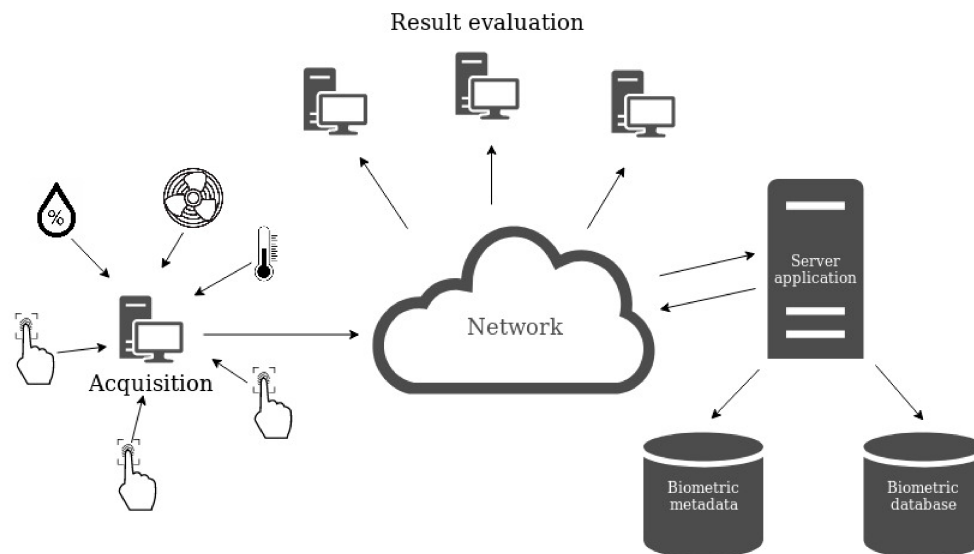 Result evaluation
%
Server
application
Network
Acquisition
Biometric
metadata
Biometric
database